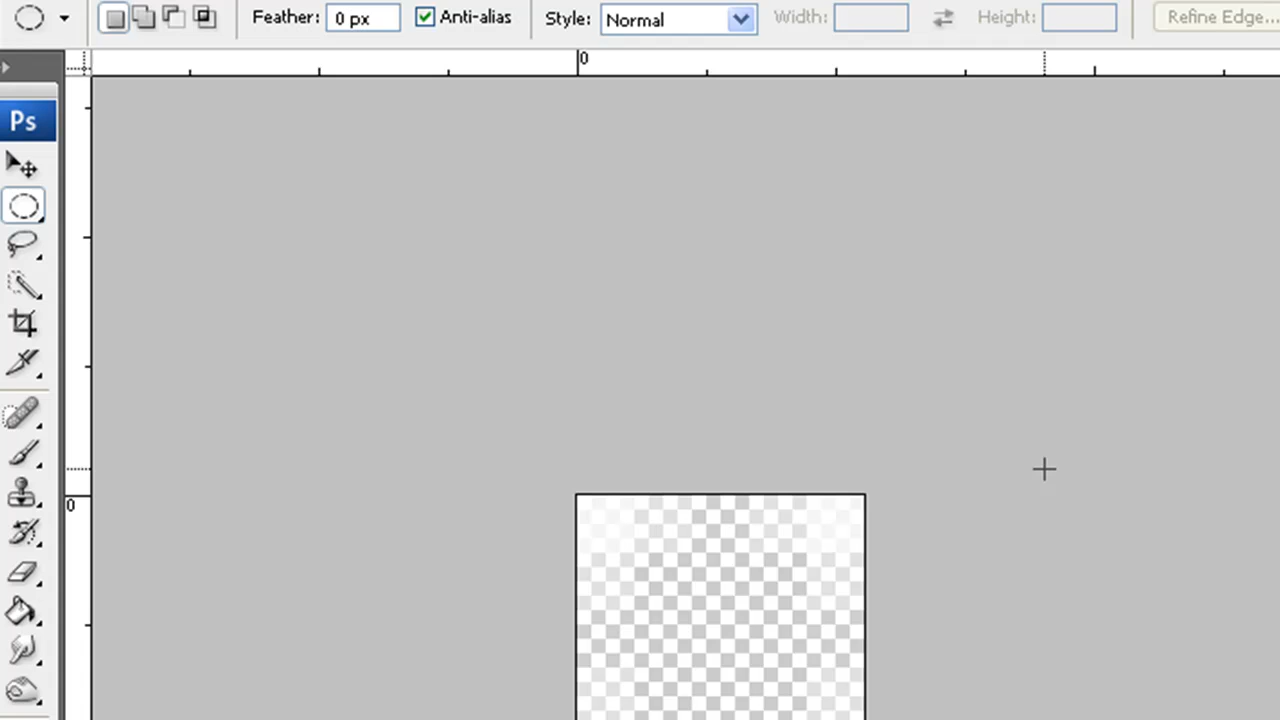 Feather: 0 px Anti-alias Style: Normal Width: Height: Refine Edge...
0
Ps
0